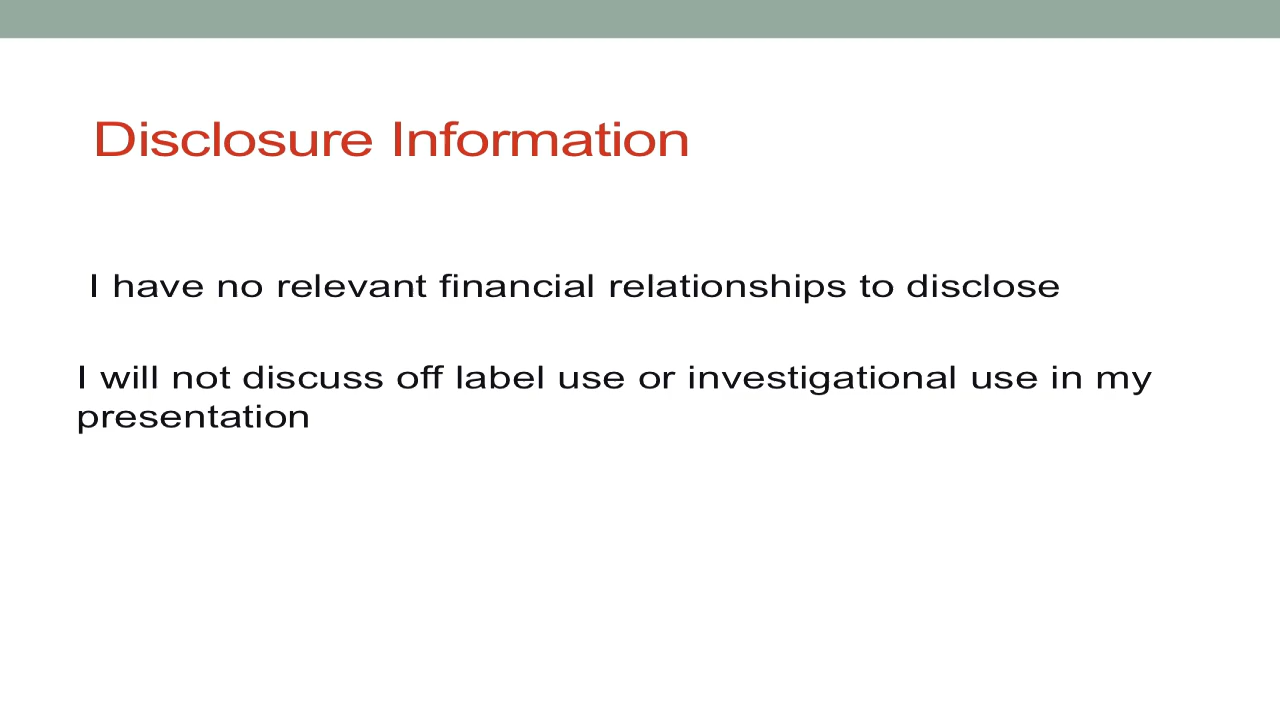 Disclosure Information
I have no relevant financial relationships to disclose
I will not discuss off label use or investigational use in my
presentation